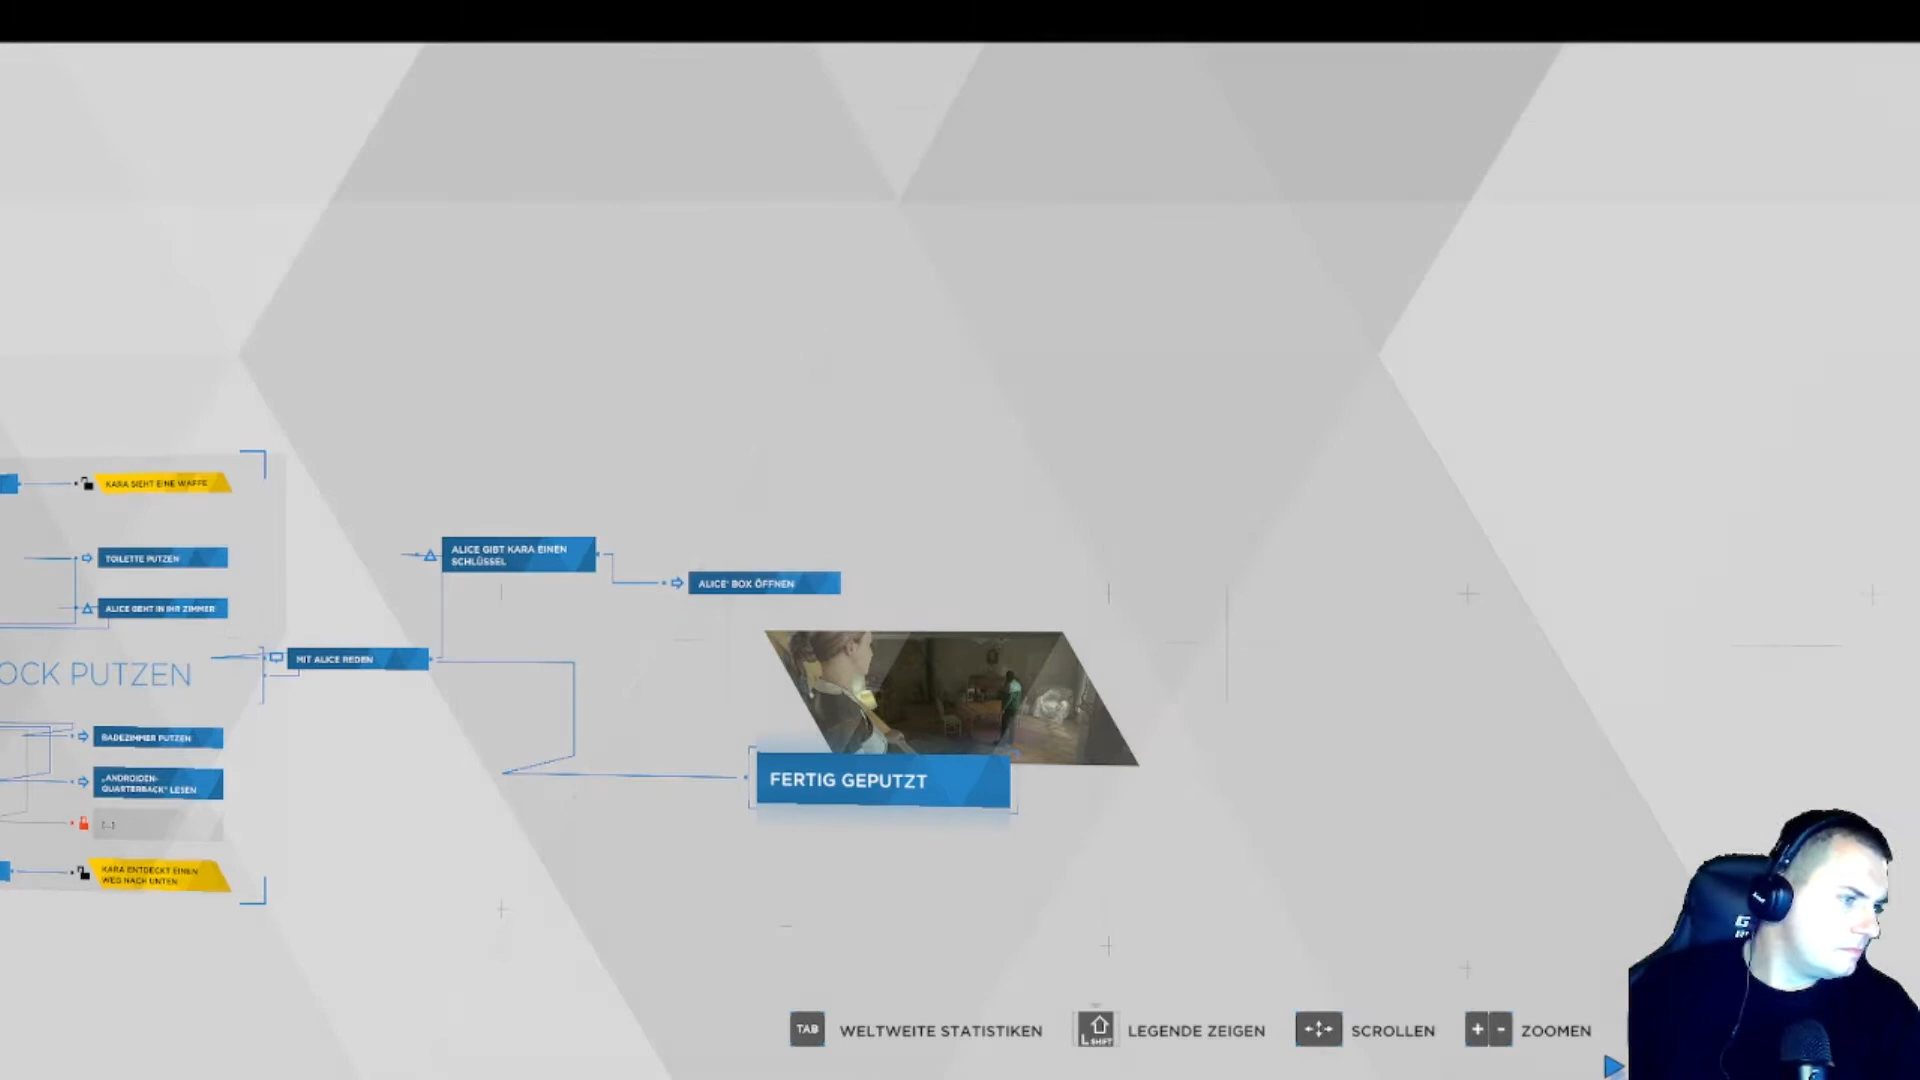 KARA SIEHT EINE WAFFE
ALICE GIBT KARA EINEN
SCHLÜSSEL
TOILETTE PUTZEN
ALICE' BOX ÖFFNEN
ALICE GEHT IN IHR ZIMMER
MIT ALICE REDEN
OCK PUTZEN
BADEZIMMER PUTZEN
„ANDROIDEN-
QUARTERBACK" LESEN
[...]
FERTIG GEPUTZT
KARA ENTDECKT EINEN
WEG NACH UNTEN
TAB WELTWEITE STATISTIKEN L SHIFT LEGENDE ZEIGEN SCROLLEN + - ZOOMEN